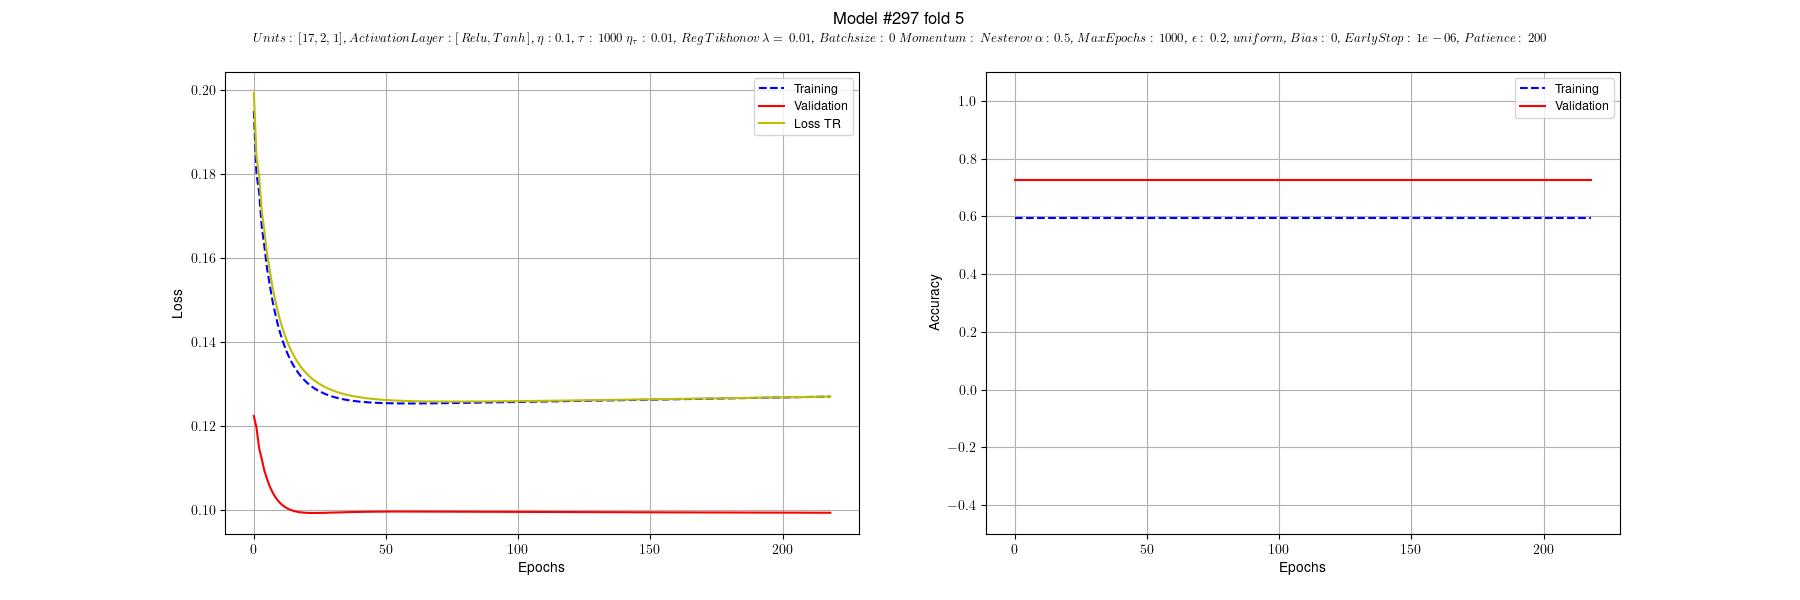 Model #297 fold 5
Units : [17, 2, 1], ActivationLayer : [ Relu, Tanh], η : 0.1, τ : 1000 η_τ : 0.01, RegTikhonov λ = 0.01, Batchsize : 0 Momentum : Nesterov α : 0.5, MaxEpochs : 1000, ϵ : 0.2, uniform, Bias : 0, EarlyStop : 1e − 06, Patience : 200
Training
Validation
Loss TR
0.20
0.18
0.16
0.14
0.12
0.10
Loss
0 50 100 150 200
Epochs
Training
Validation
1.0
0.8
0.6
0.4
0.2
0.0
−0.2
−0.4
Accuracy
0 50 100 150 200
Epochs